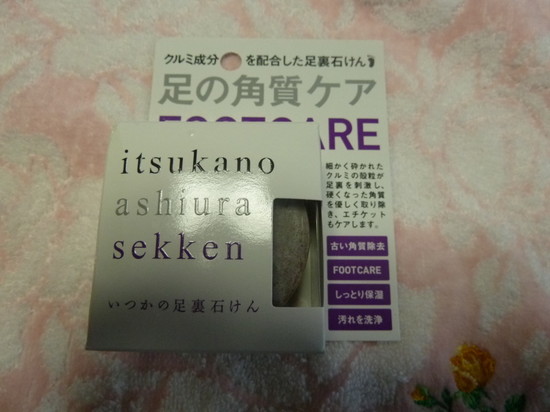 クルミ成分 を配合した足裏石けん
足の角質ケア
FOOTCARE
itsukano
ashiura
sekken
いつかの足裏石けん
細かく砕かれた
クルミの殻粒が
足裏を刺激し、
硬くなった角質
を優しく取り除
き、エチケット
もケアします。
古い角質除去
FOOTCARE
しっとり保湿
汚れを洗浄